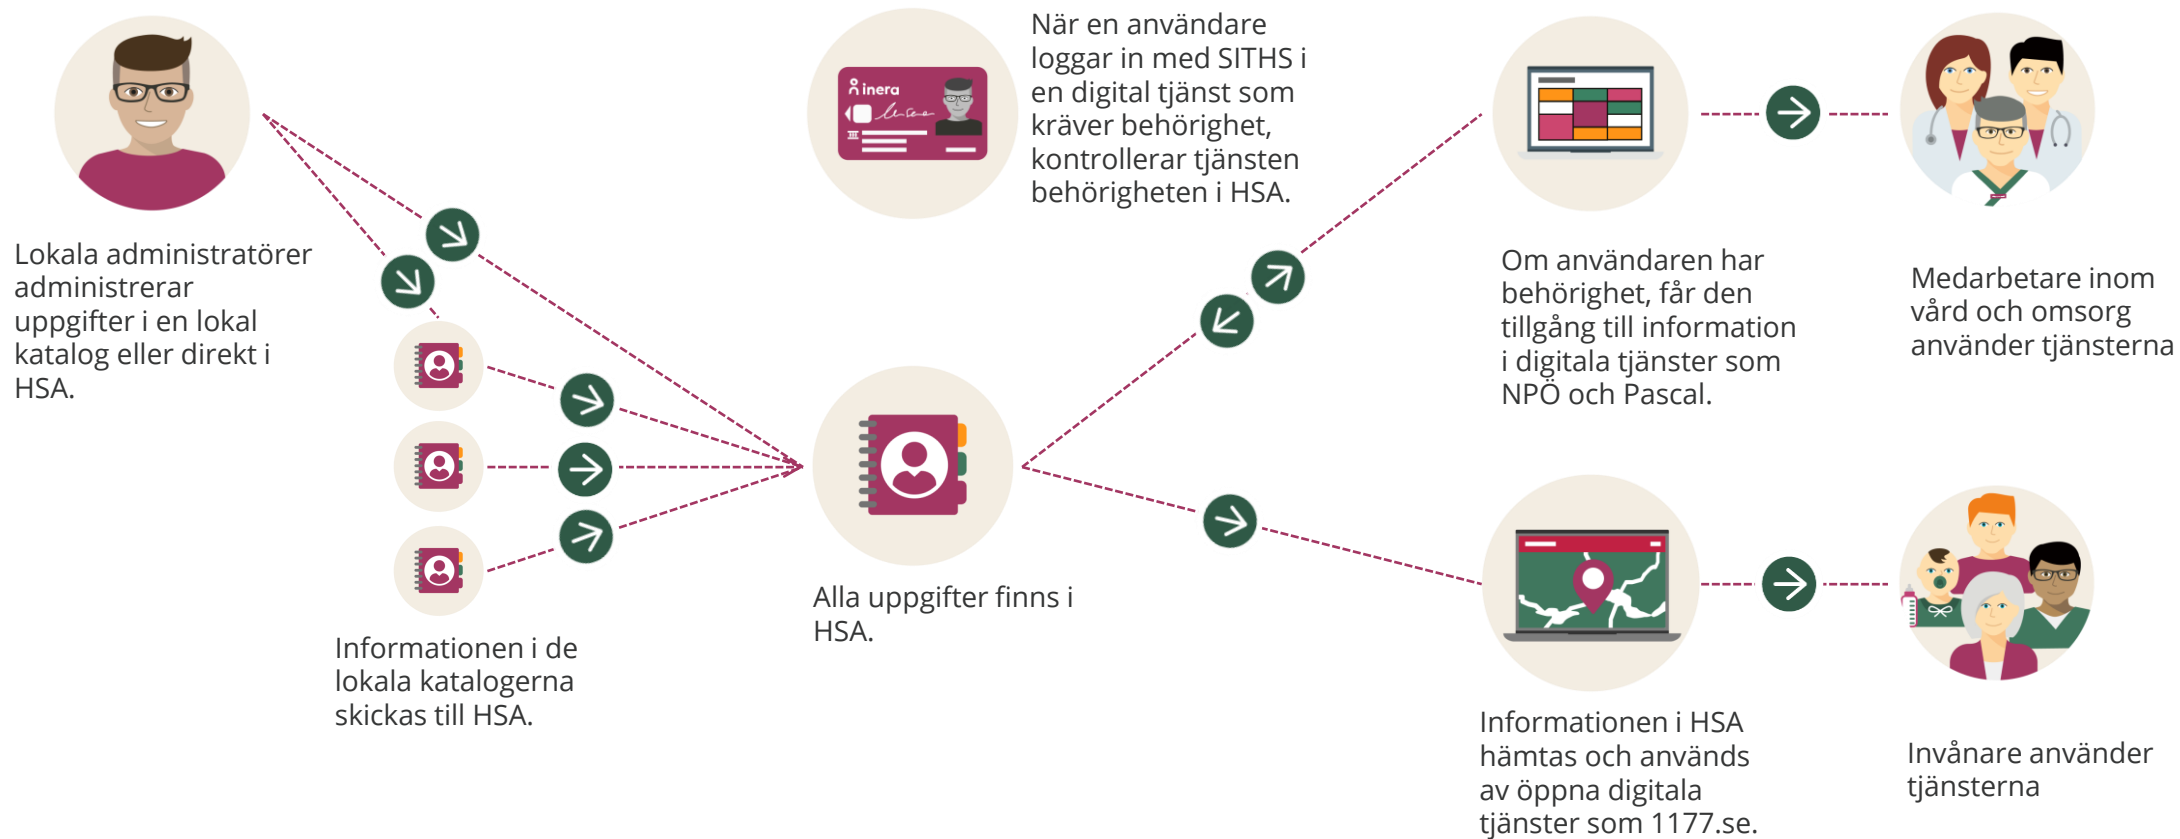 Lokala administratörer
administrerar
uppgifter i en lokal
katalog eller direkt i
HSA.
Informationen i de
lokala katalogerna
skickas till HSA.
inera
När en användare
loggar in med SITHS i
en digital tjänst som
kräver behörighet,
kontrollerar tjänsten
behörigheten i HSA.
Alla uppgifter finns i
HSA.
Om användaren har
behörighet, får den
tillgång till information
i digitala tjänster som
NPÖ och Pascal.
Medarbetare inom
vård och omsorg
använder tjänsterna
Informationen i HSA
hämtas och används
av öppna digitala
tjänster som 1177.se.
Invånare använder
tjänsterna